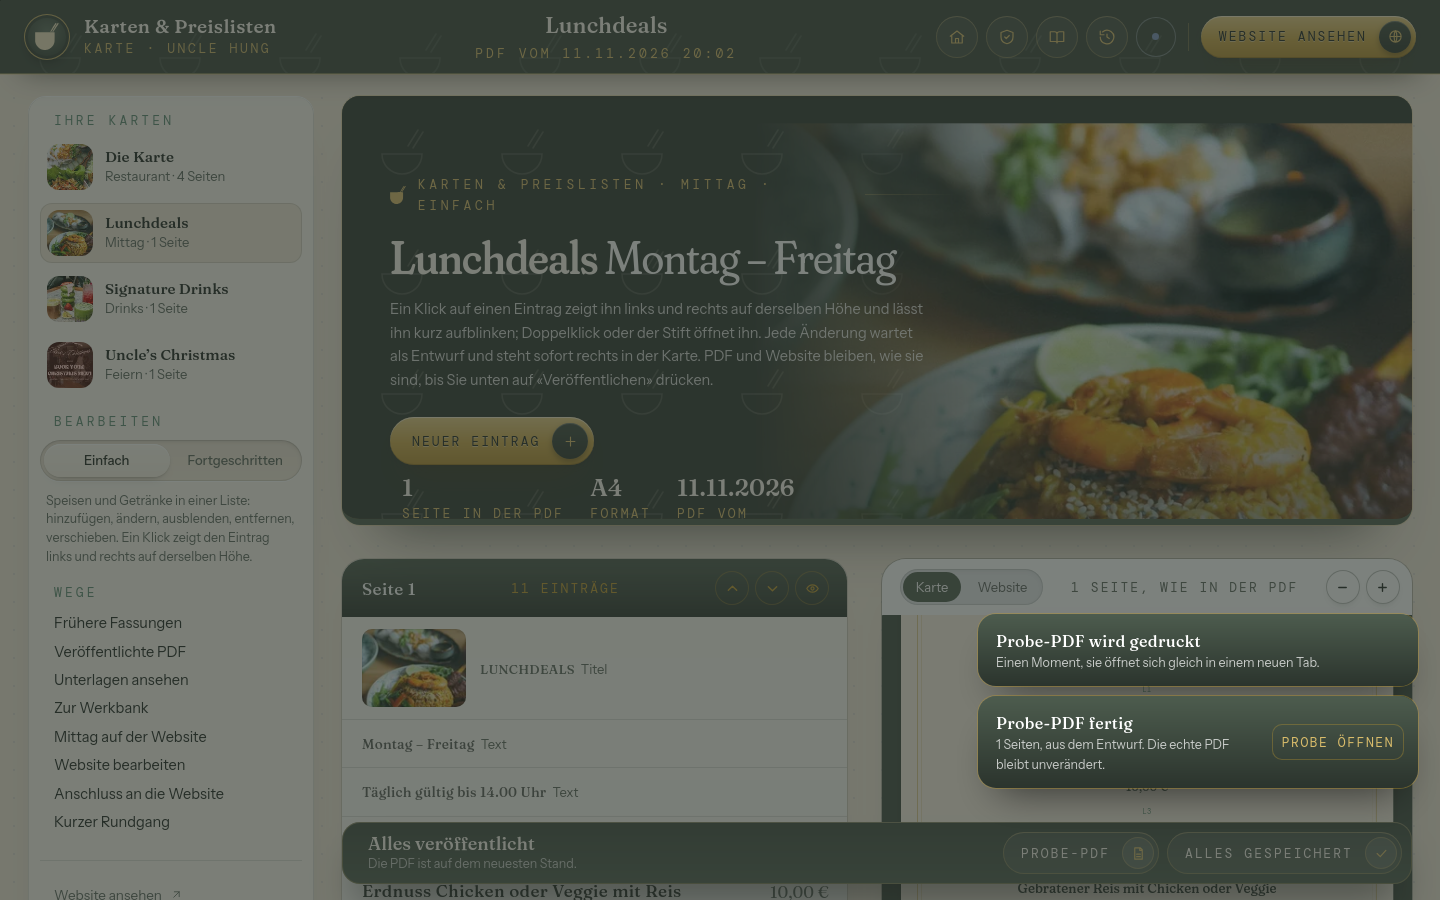 Karten & Preislisten
KARTE · UNCLE HUNG
Lunchdeals
PDF VOM 11.11.2026 20:02
WEBSITE ANSEHEN
IHRE KARTEN
Die Karte
Restaurant · 4 Seiten
Lunchdeals
Mittag · 1 Seite
Signature Drinks
Drinks · 1 Seite
Uncle’s Christmas
Feiern · 1 Seite
BEARBEITEN
Einfach
Fortgeschritten
Speisen und Getränke in einer Liste:
hinzufügen, ändern, ausblenden, entfernen,
verschieben. Ein Klick zeigt den Eintrag
links und rechts auf derselben Höhe.
WEGE
Frühere Fassungen
Veröffentlichte PDF
Unterlagen ansehen
Zur Werkbank
Mittag auf der Website
Website bearbeiten
Anschluss an die Website
Kurzer Rundgang
Website ansehen ↗
KARTEN & PREISLISTEN · MITTAG ·
EINFACH
Lunchdeals Montag – Freitag
Ein Klick auf einen Eintrag zeigt ihn links und rechts auf derselben Höhe und lässt
ihn kurz aufblinken; Doppelklick oder der Stift öffnet ihn. Jede Änderung wartet
als Entwurf und steht sofort rechts in der Karte. PDF und Website bleiben, wie sie
sind, bis Sie unten auf «Veröffentlichen» drücken.
NEUER EINTRAG
1
SEITE IN DER PDF
A4
FORMAT
11.11.2026
PDF VOM
Seite 1
11 EINTRÄGE
LUNCHDEALS Titel
Montag – Freitag Text
Täglich gültig bis 14.00 Uhr Text
Erdnuss Chicken oder Veggie mit Reis
10,00 €
Karte
Website
1 SEITE, WIE IN DER PDF
Probe-PDF wird gedruckt
Einen Moment, sie öffnet sich gleich in einem neuen Tab.
Probe-PDF fertig
1 Seiten, aus dem Entwurf. Die echte PDF
bleibt unverändert.
PROBE ÖFFNEN
L3
Alles veröffentlicht
Die PDF ist auf dem neuesten Stand.
PROBE-PDF
ALLES GESPEICHERT
Gebratener Reis mit Chicken oder Veggie